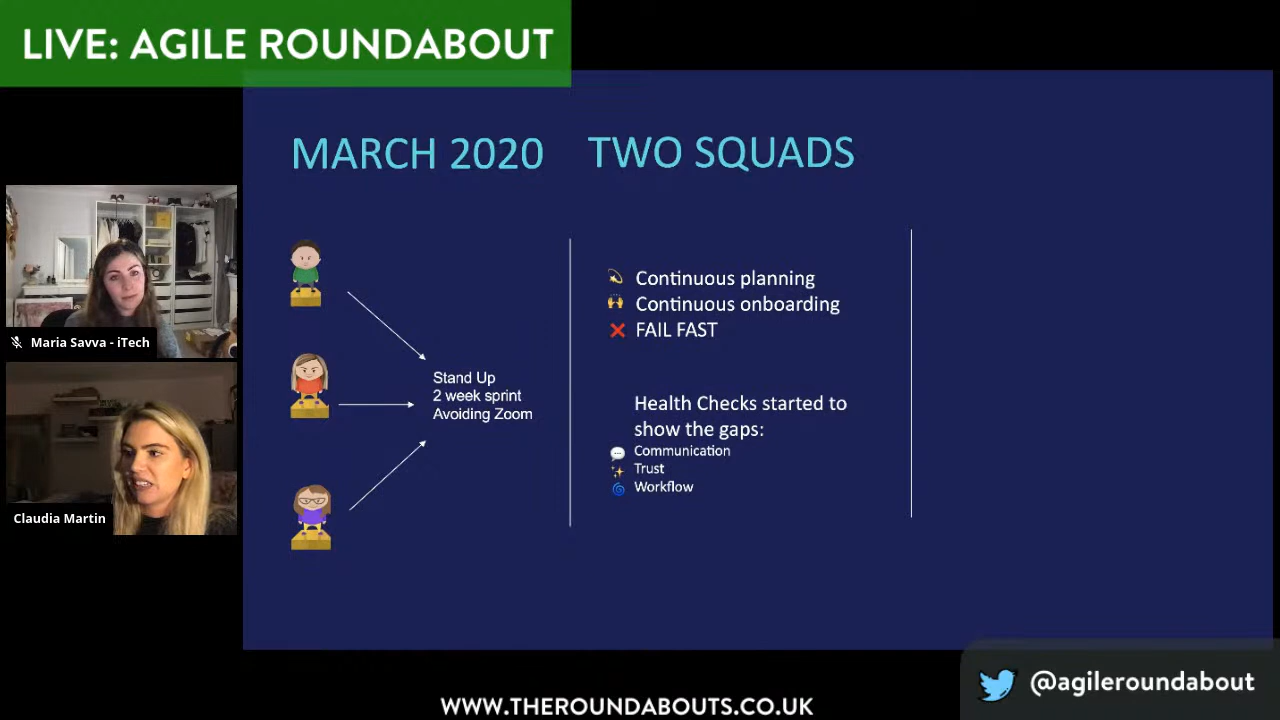 LIVE: AGILE ROUNDABOUT
MARCH 2020
TWO SQUADS
Stand Up
2 week sprint
Avoiding Zoom
Continuous planning
Continuous onboarding
FAIL FAST
Health Checks started to
show the gaps:
Communication
Trust
Workflow
Maria Savva - iTech
Claudia Martin
@agileroundabout
WWW.THEROUNDABOUTS.CO.UK